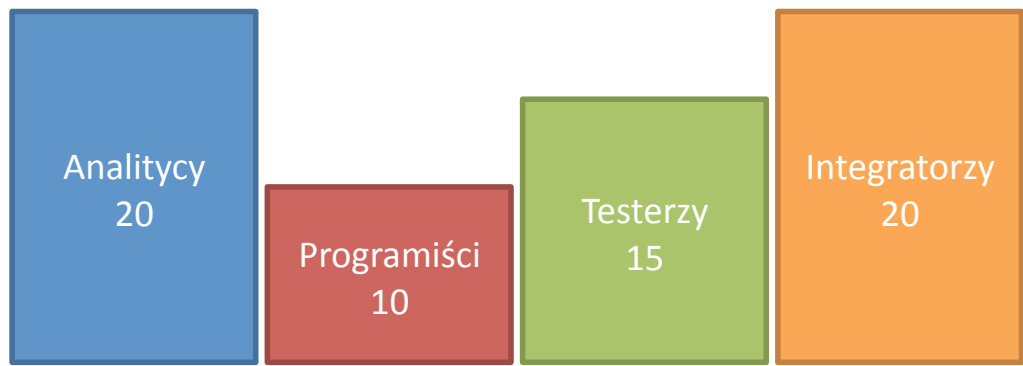 Analitycy
20
Programiści
10
Testerzy
15
Integratorzy
20